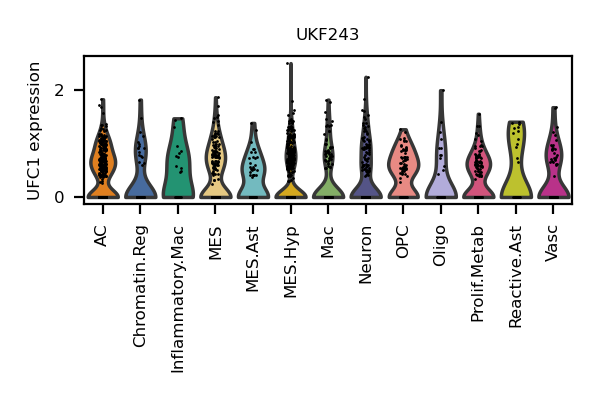 UKF243
UFC1 expression
2
0
AC
Chromatin.Reg
Inflammatory.Mac
MES
MES.Ast
MES.Hyp
Mac
Neuron
OPC
Oligo
Prolif.Metab
Reactive.Ast
Vasc